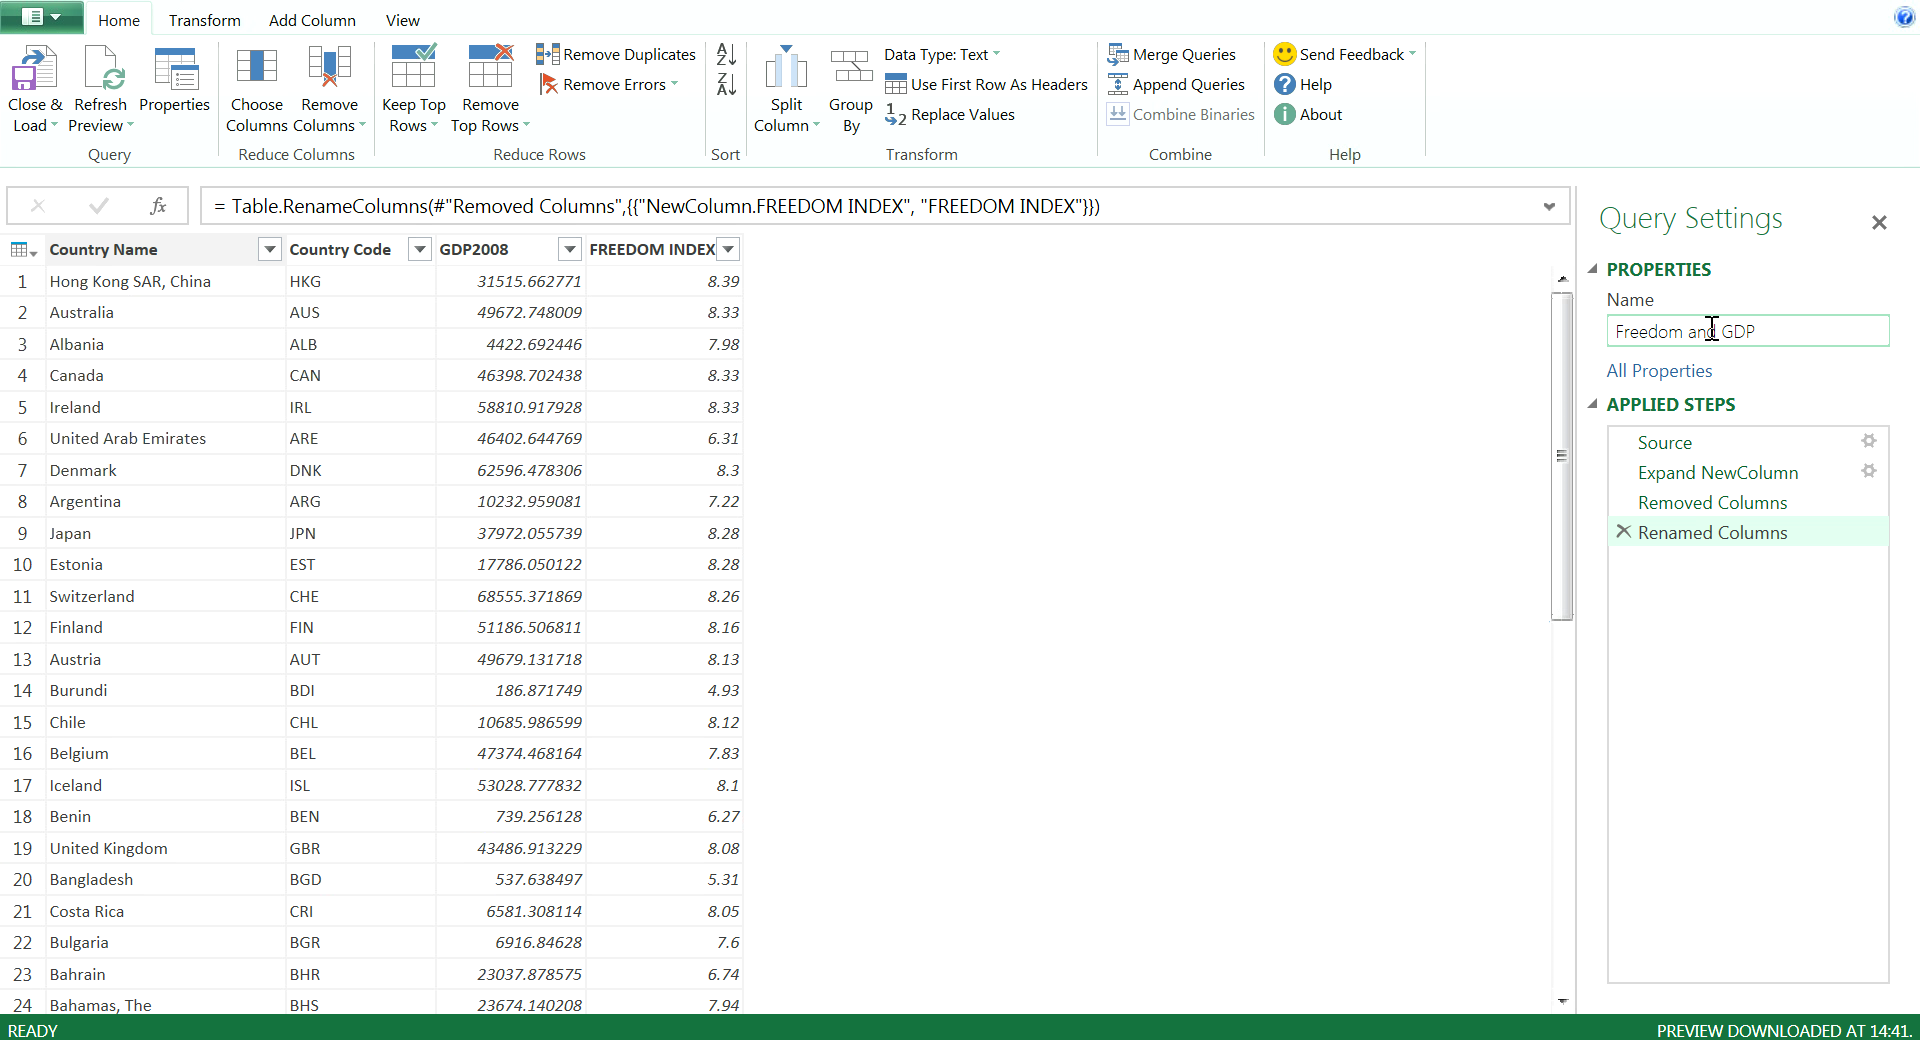 Home Transform Add Column View
Close & Load Refresh Preview Properties
Query
Choose Columns Remove Columns
Reduce Columns
Keep Top Rows Remove Top Rows Remove Duplicates Remove Errors
Reduce Rows
A Z Z A
Sort
Split Column Group By Data Type: Text Use First Row As Headers 1 2 Replace Values
Transform
Merge Queries Append Queries Combine Binaries
Combine
Send Feedback Help About
Help
fx = Table.RenameColumns(#"Removed Columns",{{"NewColumn.FREEDOM INDEX", "FREEDOM INDEX"}})
Country Name Country Code GDP2008 FREEDOM INDEX
1 Hong Kong SAR, China HKG 31515.662771 8.39
2 Australia AUS 49672.748009 8.33
3 Albania ALB 4422.692446 7.98
4 Canada CAN 46398.702438 8.33
5 Ireland IRL 58810.917928 8.33
6 United Arab Emirates ARE 46402.644769 6.31
7 Denmark DNK 62596.478306 8.3
8 Argentina ARG 10232.959081 7.22
9 Japan JPN 37972.055739 8.28
10 Estonia EST 17786.050122 8.28
11 Switzerland CHE 68555.371869 8.26
12 Finland FIN 51186.506811 8.16
13 Austria AUT 49679.131718 8.13
14 Burundi BDI 186.871749 4.93
15 Chile CHL 10685.986599 8.12
16 Belgium BEL 47374.468164 7.83
17 Iceland ISL 53028.777832 8.1
18 Benin BEN 739.256128 6.27
19 United Kingdom GBR 43486.913229 8.08
20 Bangladesh BGD 537.638497 5.31
21 Costa Rica CRI 6581.308114 8.05
22 Bulgaria BGR 6916.84628 7.6
23 Bahrain BHR 23037.878575 6.74
24 Bahamas, The BHS 23674.140208 7.94
Query Settings
PROPERTIES
Name
Freedom and GDP
All Properties
APPLIED STEPS
Source
Expand NewColumn
Removed Columns
Renamed Columns
READY PREVIEW DOWNLOADED AT 14:41.